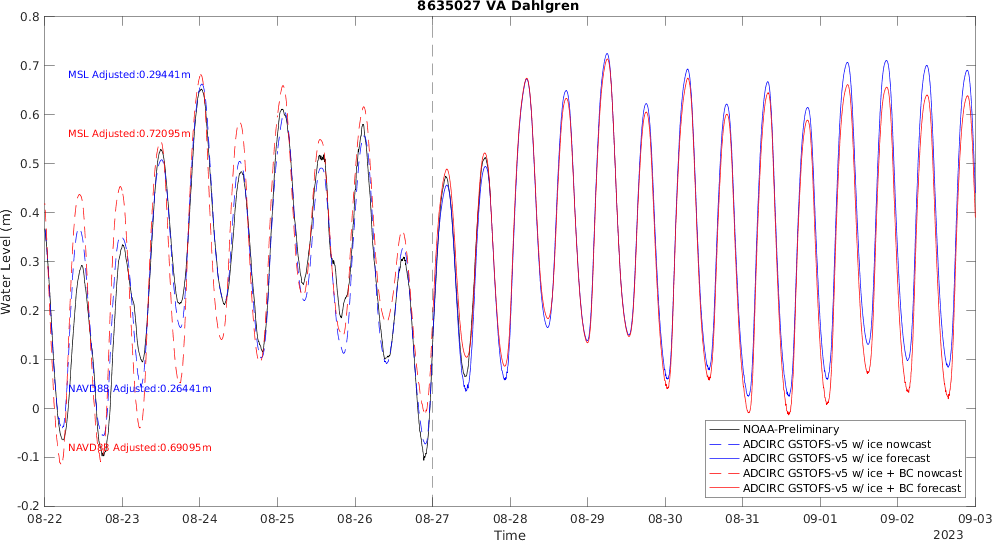 8635027 VA Dahlgren
0.8
0.7
MSL Adjusted:0.29441m
0.6
MSL Adjusted:0.72095m
0.5
0.4
0.3
0.2
0.1
NAVD88 Adjusted:0.26441m
0
NAVD88 Adjusted:0.69095m
-0.1
-0.2
Water Level (m)
NOAA-Preliminary
ADCIRC GSTOFS-v5 w/ ice nowcast
ADCIRC GSTOFS-v5 w/ ice forecast
ADCIRC GSTOFS-v5 w/ ice + BC nowcast
ADCIRC GSTOFS-v5 w/ ice + BC forecast
08-22 08-23 08-24 08-25 08-26 08-27 08-28 08-29 08-30 08-31 09-01 09-02 09-03
Time
2023